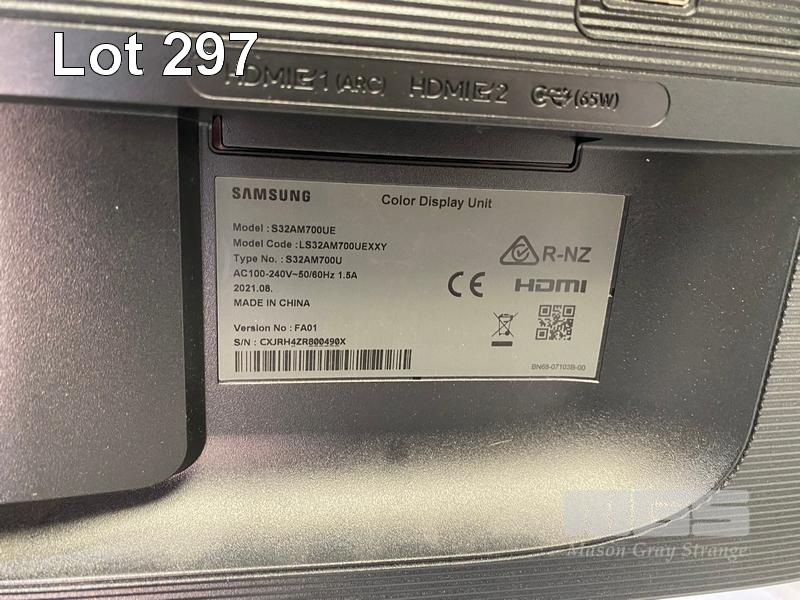 Lot 297
HDMI 1 (ARC) HDMI 2 (65W)
SAMSUNG
Color Display Unit
Model : S32AM700UE
Model Code : LS32AM700UEXXY
Type No. : S32AM700U
AC100-240V~50/60Hz 1.5A
2021.08.
MADE IN CHINA
Version No : FA01
S/N : CXJRH4ZR800490X
R-NZ
CE HDMI
BN68-07103B-00
MGS
Mason Gray Strange